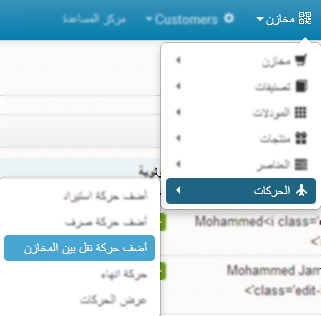 مخازن
Customers
مركز المساعدة
مخازن
تصنيفات
المودلات
منتجات
العناصر
الحركات
أضف حركة استيراد
أضف حركة صرف
أضف حركة نقل بين المخازن
حركة انهاء
عرض الحركات
Mohammed<i class='
<'
Mohammed Jam
<'class='edit-